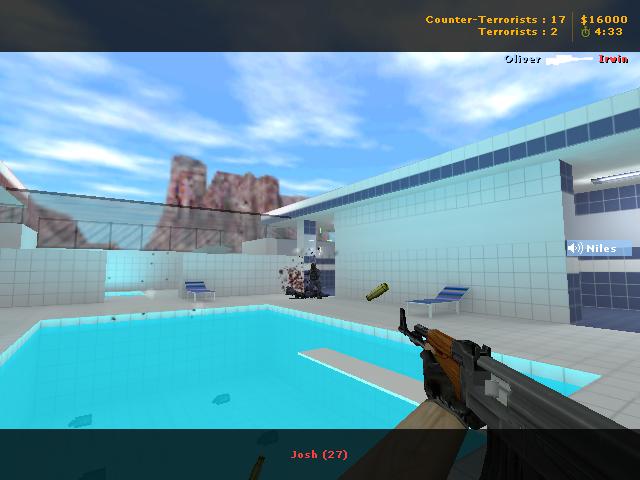 Counter-Terrorists : 17 $16000
Terrorists : 2 4:33
Oliver Irwin
Niles
Josh (27)